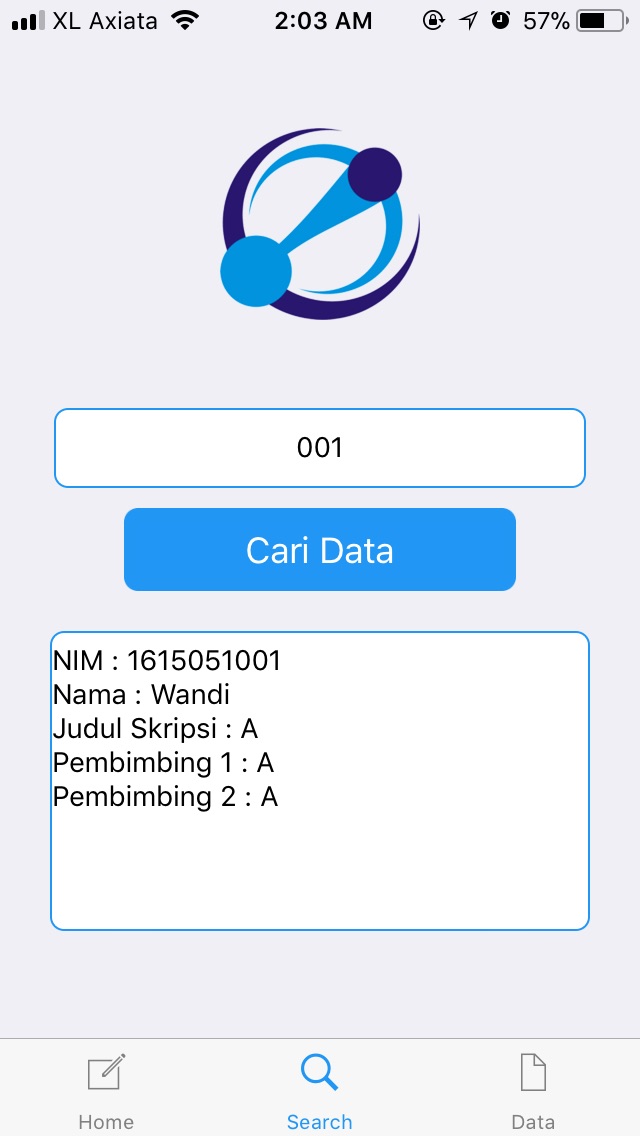 XL Axiata 2:03 AM 57%
001
Cari Data
NIM : 1615051001
Nama : Wandi
Judul Skripsi : A
Pembimbing 1 : A
Pembimbing 2 : A
Home Search Data